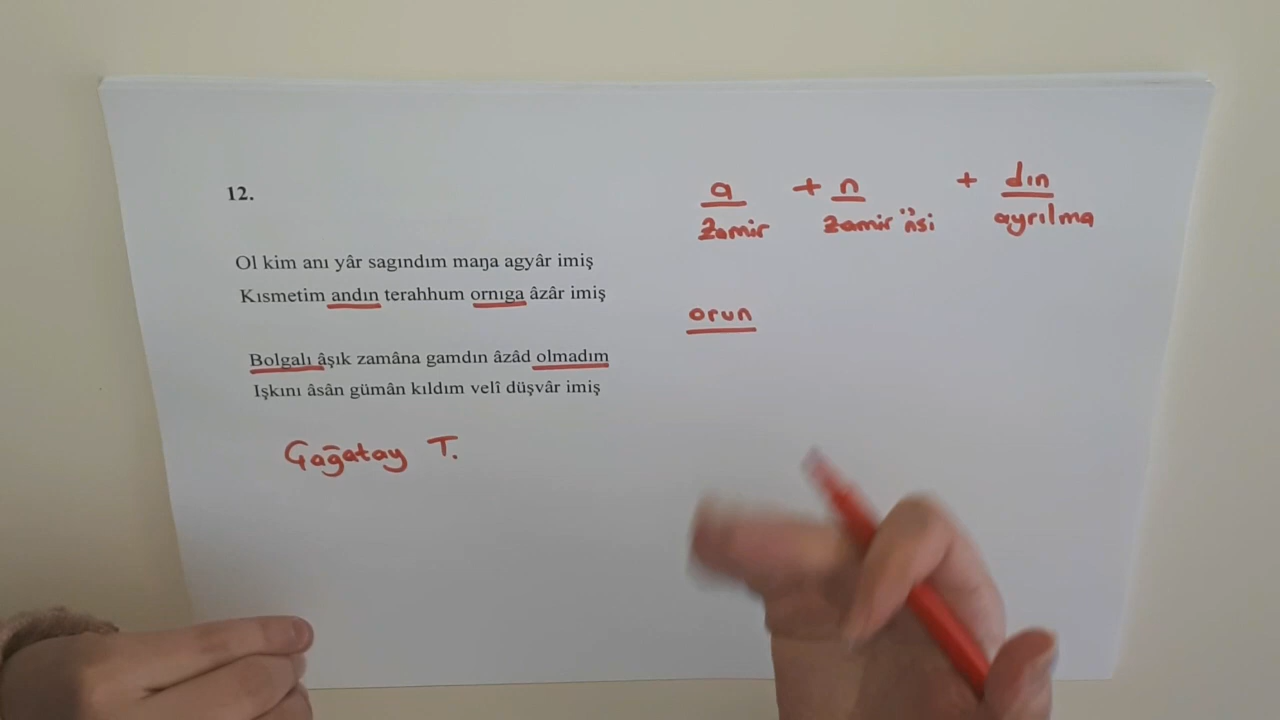 12.
Ol kim anı yâr sagındım maŋa agyâr imiş
Kısmetim andın terahhum ornıga âzâr imiş
Bolgalı âşık zamâna gamdın âzâd olmadım
Işkını âsân gümân kıldım velî düşvâr imiş
Çağatay T.
a + n + dın
zamir zamir "n"si ayrılma
orun